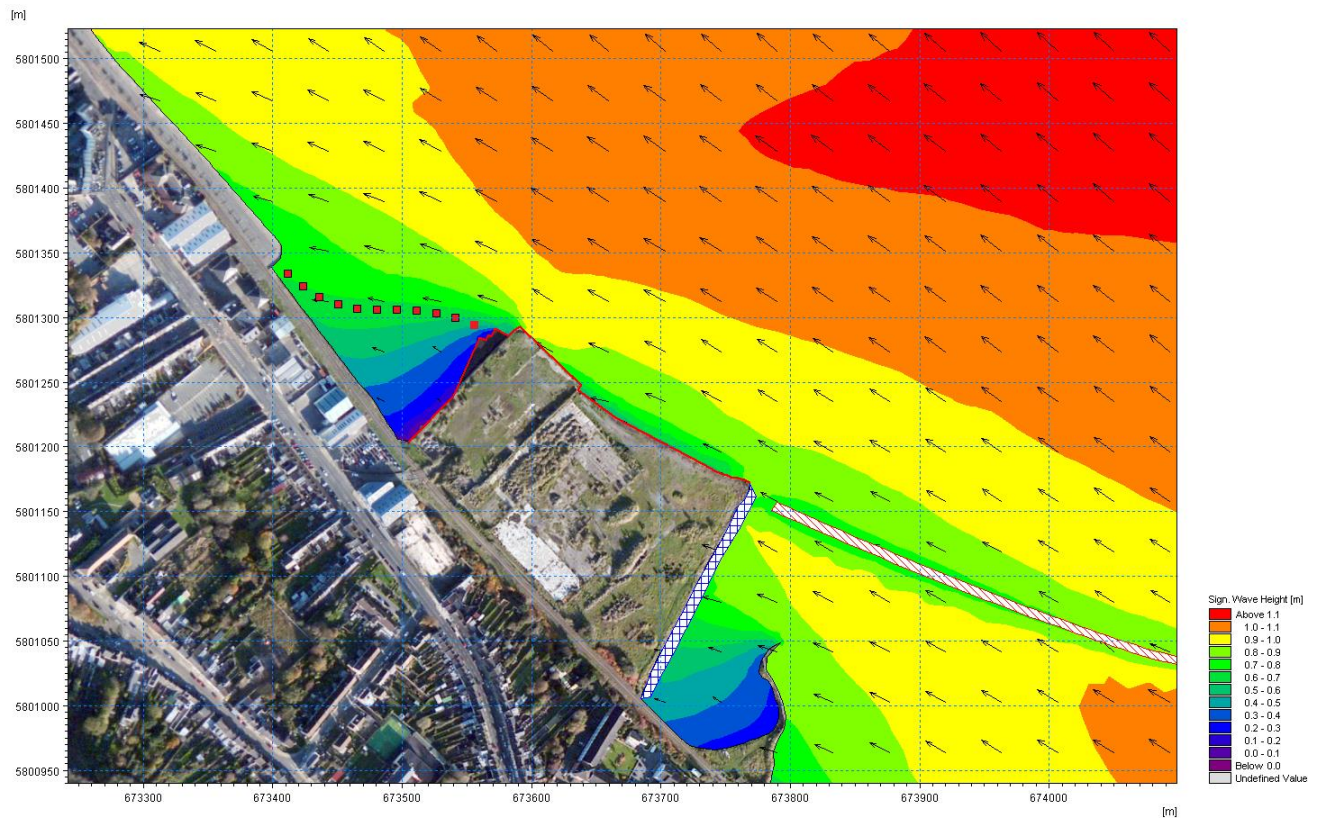 [m]
5801500
5801450
5801400
5801350
5801300
5801250
5801200
5801150
5801100
5801050
5801000
5800950
673300 673400 673500 673600 673700 673800 673900 674000
[m]
Sign. Wave Height [m]
Above 1.1
1.0 - 1.1
0.9 - 1.0
0.8 - 0.9
0.7 - 0.8
0.6 - 0.7
0.5 - 0.6
0.4 - 0.5
0.3 - 0.4
0.2 - 0.3
0.1 - 0.2
0.0 - 0.1
Below 0.0
Undefined Value